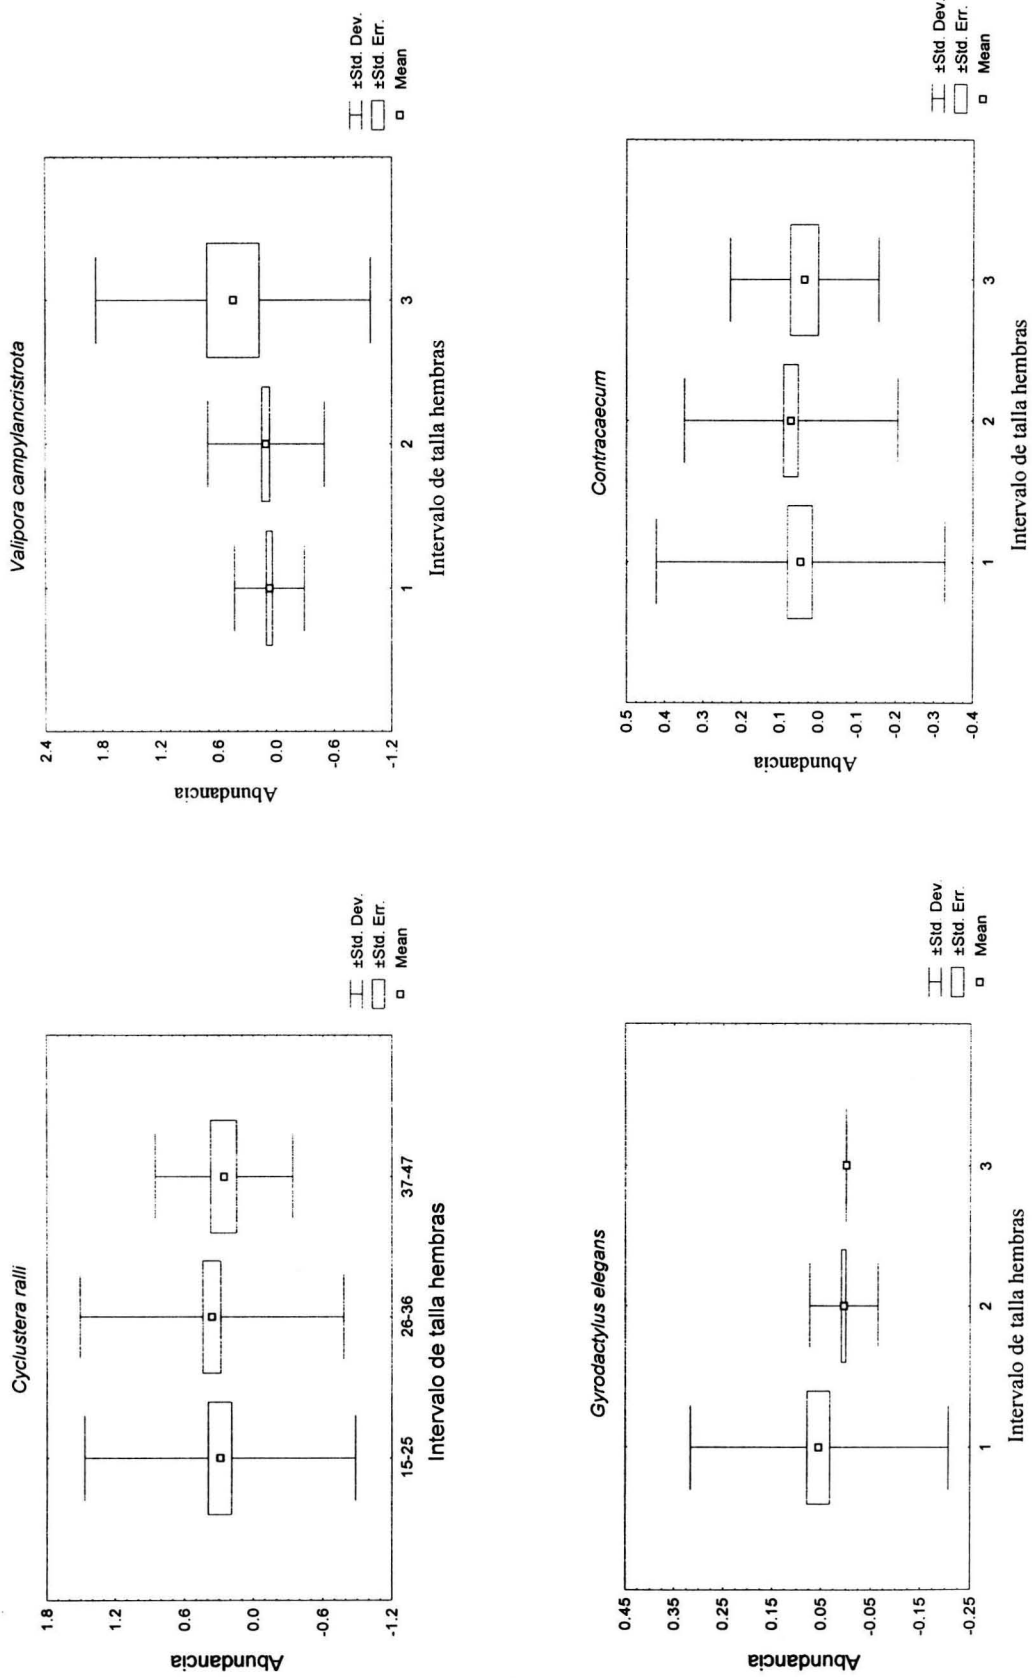 Cyclustera ralli
Abundancia
1.8
1.2
0.6
0.0
-0.6
-1.2
15-25
26-36
37-47
Intervalo de talla hembras
±Std. Dev.
±Std. Err.
Mean
Valipora campylancristrota
Abundancia
2.4
1.8
1.2
0.6
0.0
-0.6
-1.2
1
2
3
Intervalo de talla hembras
±Std. Dev.
±Std. Err.
Mean
Gyrodactylus elegans
Abundancia
0.45
0.35
0.25
0.15
0.05
-0.05
-0.15
-0.25
1
2
3
Intervalo de talla hembras
±Std. Dev.
±Std. Err.
Mean
Contracaecum
Abundancia
0.5
0.4
0.3
0.2
0.1
0.0
-0.1
-0.2
-0.3
-0.4
1
2
3
Intervalo de talla hembras
±Std. Dev.
±Std. Err.
Mean